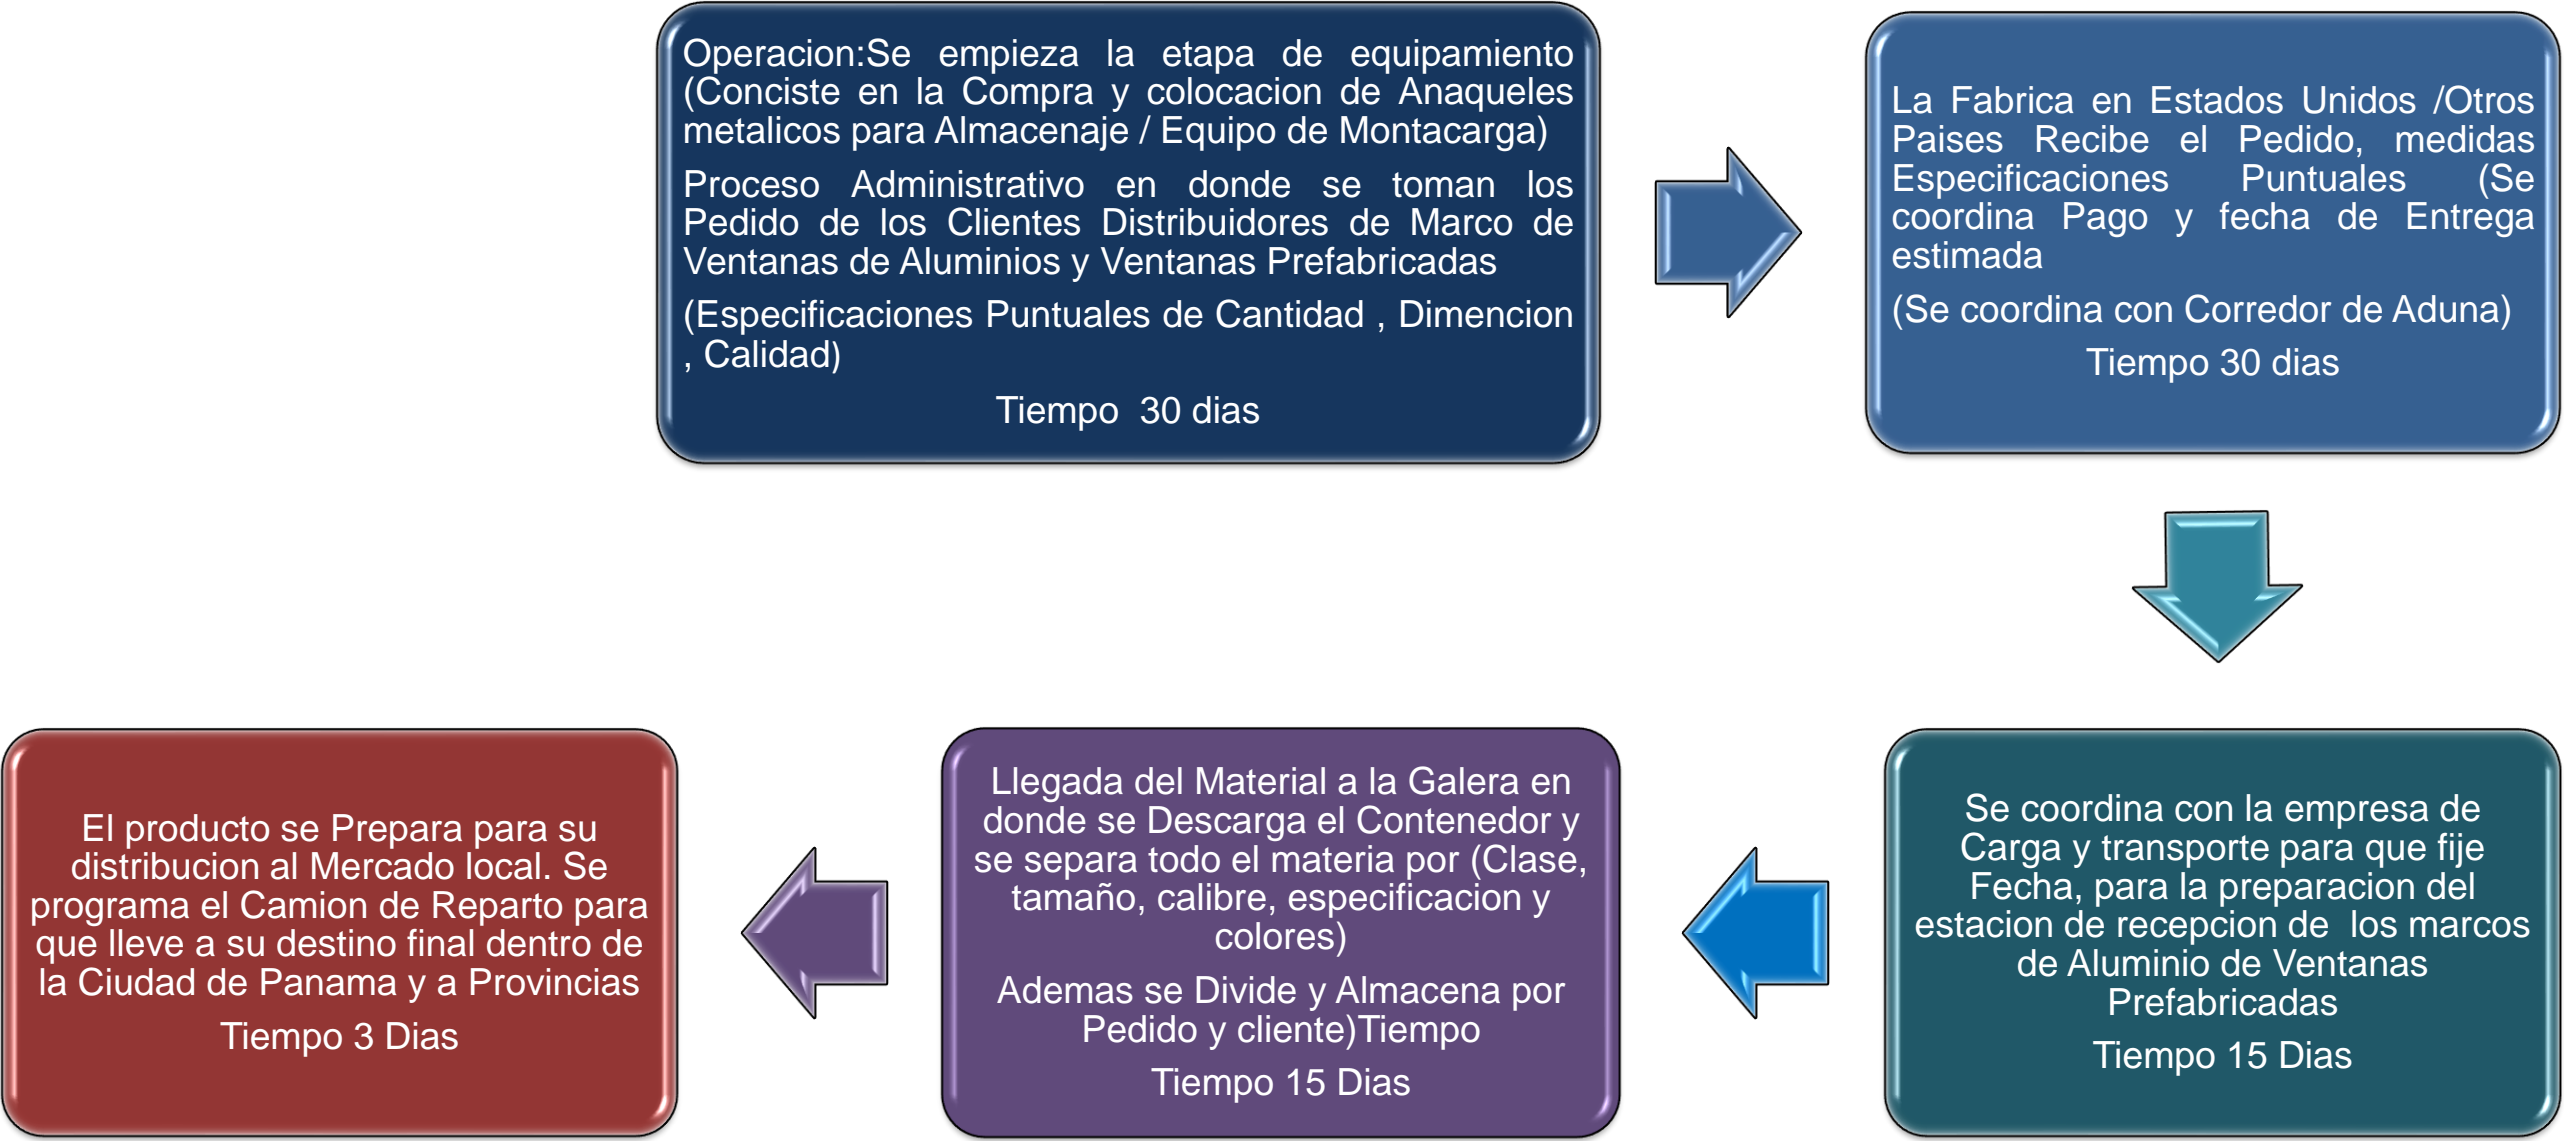 Operacion:Se empieza la etapa de equipamiento
(Conciste en la Compra y colocacion de Anaqueles
metalicos para Almacenaje / Equipo de Montacarga)
Proceso Administrativo en donde se toman los
Pedido de los Clientes Distribuidores de Marco de
Ventanas de Aluminios y Ventanas Prefabricadas
(Especificaciones Puntuales de Cantidad , Dimencion
, Calidad)
Tiempo 30 dias
La Fabrica en Estados Unidos /Otros
Paises Recibe el Pedido, medidas
Especificaciones Puntuales (Se
coordina Pago y fecha de Entrega
estimada
(Se coordina con Corredor de Aduna)
Tiempo 30 dias
Se coordina con la empresa de
Carga y transporte para que fije
Fecha, para la preparacion del
estacion de recepcion de los marcos
de Aluminio de Ventanas
Prefabricadas
Tiempo 15 Dias
Llegada del Material a la Galera en
donde se Descarga el Contenedor y
se separa todo el materia por (Clase,
tamaño, calibre, especificacion y
colores)
Ademas se Divide y Almacena por
Pedido y cliente)Tiempo
Tiempo 15 Dias
El producto se Prepara para su
distribucion al Mercado local. Se
programa el Camion de Reparto para
que lleve a su destino final dentro de
la Ciudad de Panama y a Provincias
Tiempo 3 Dias